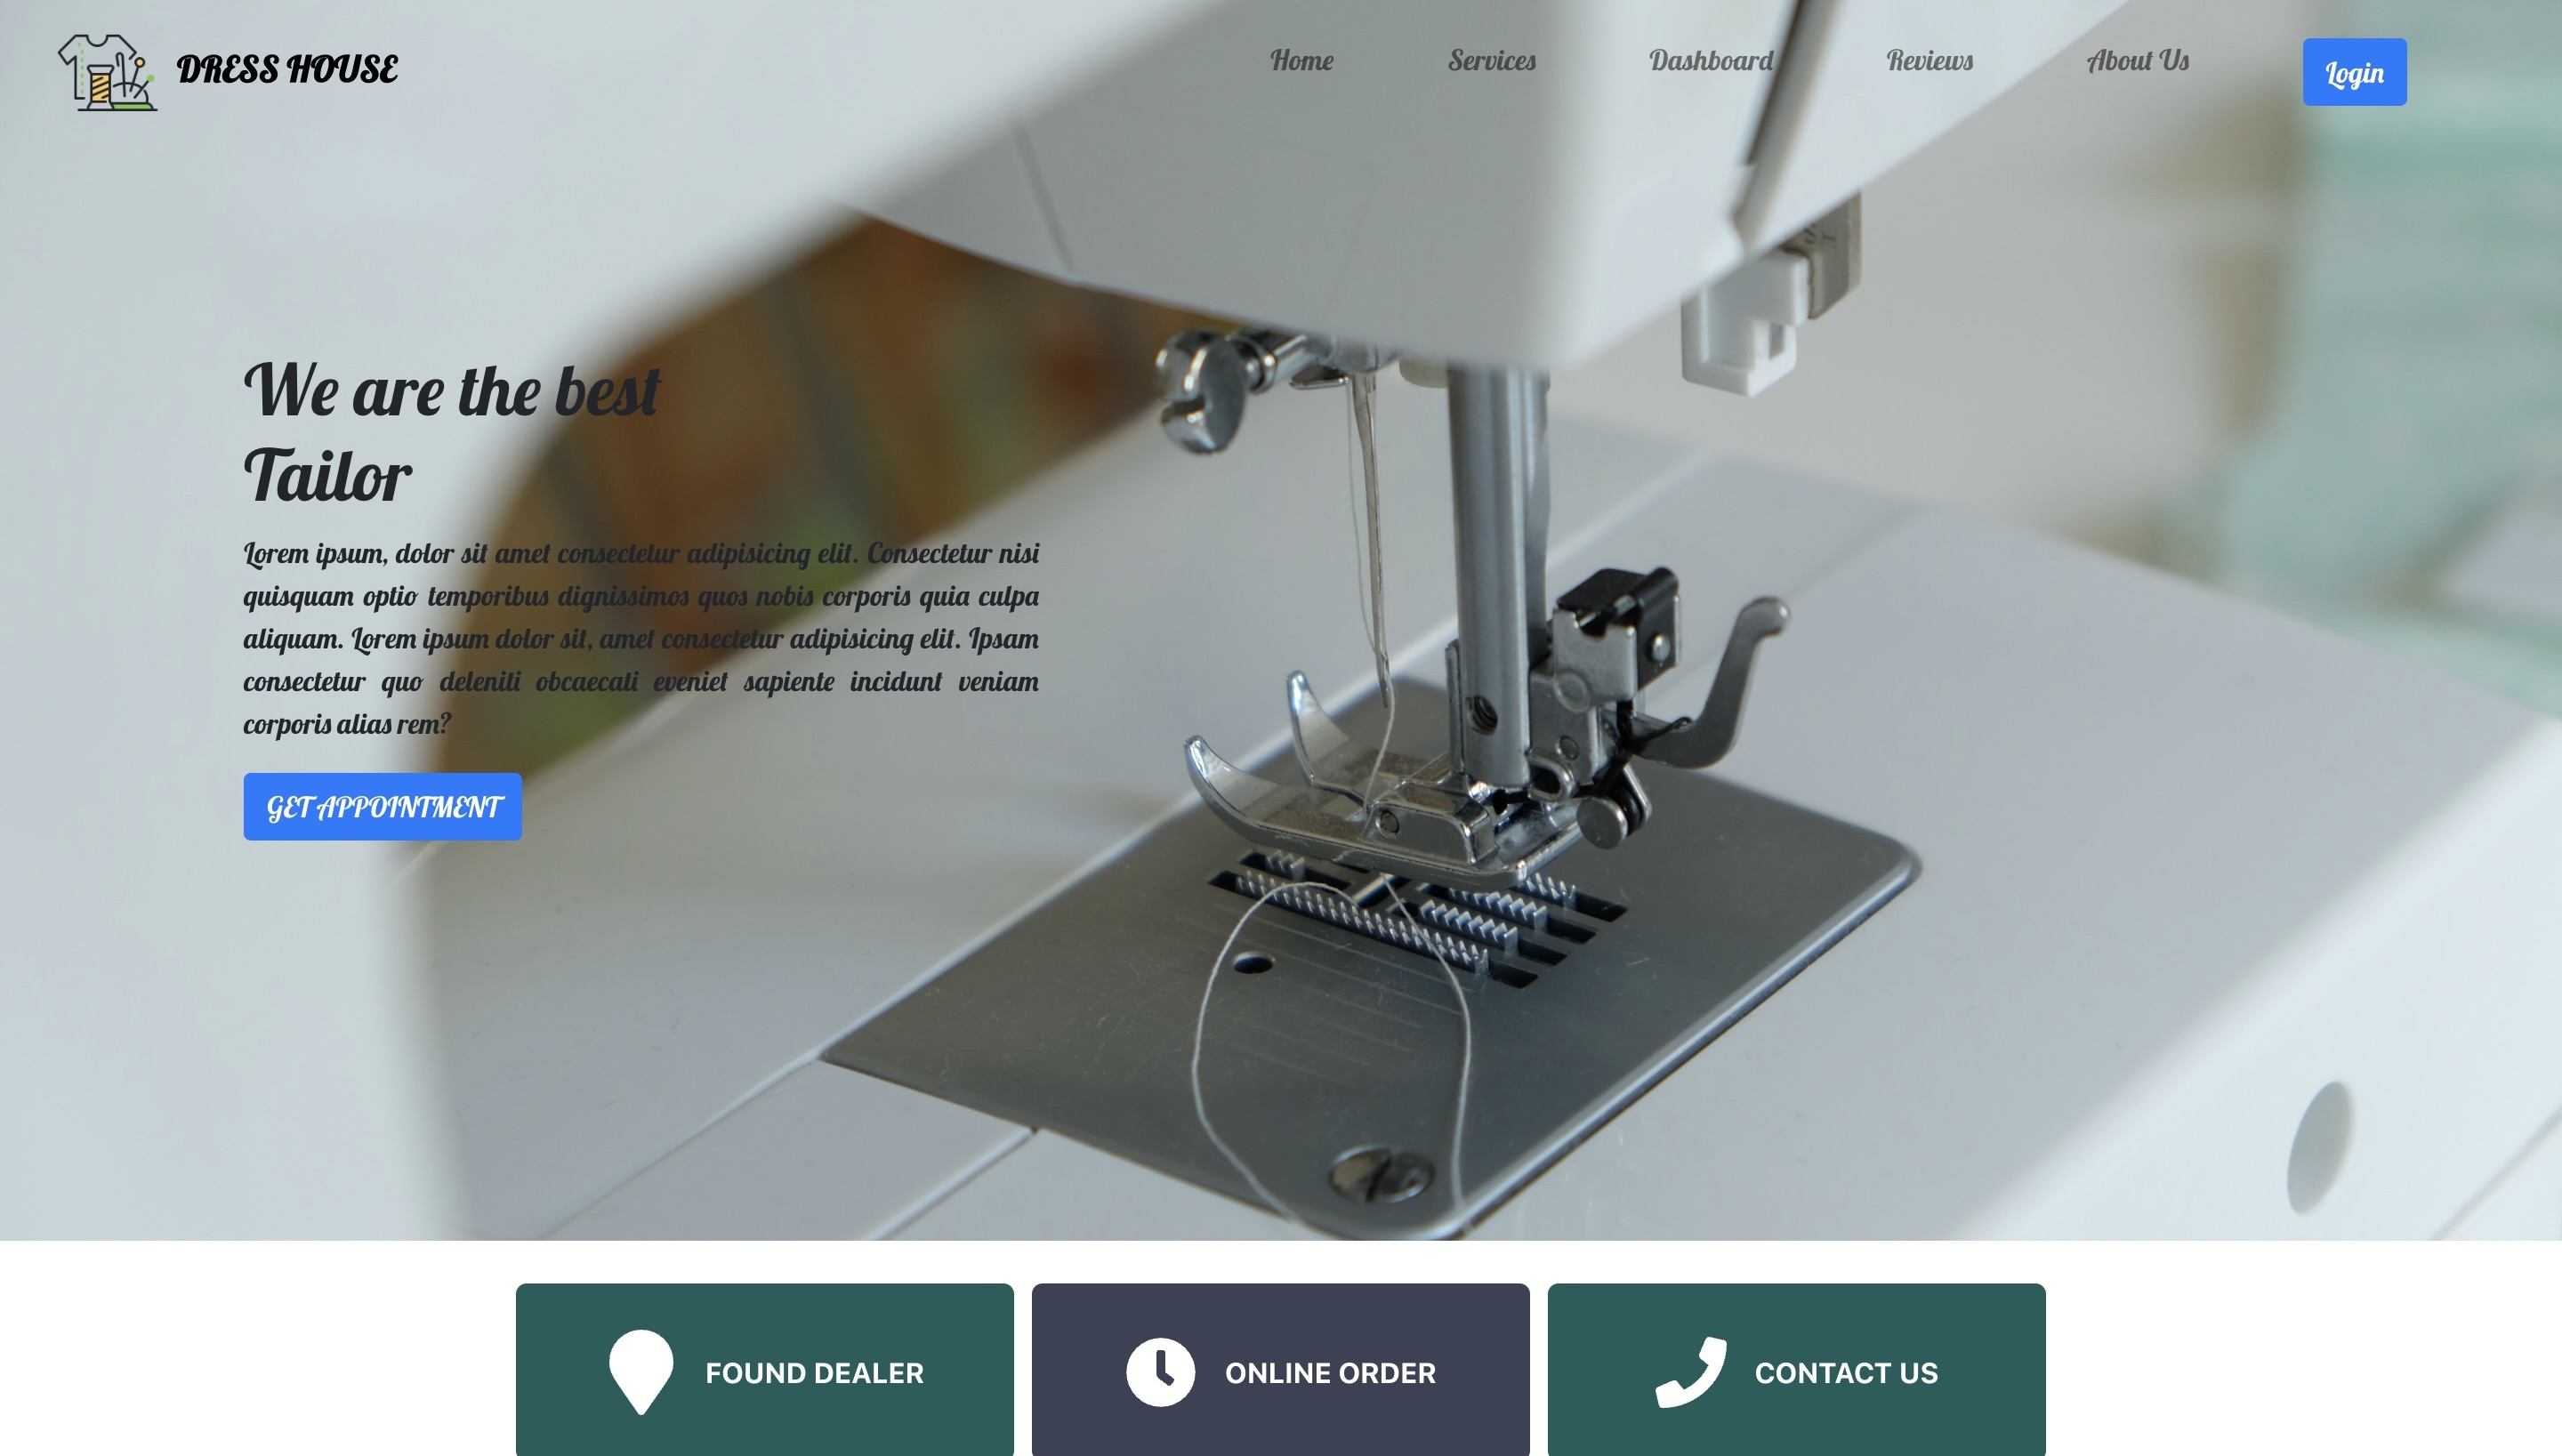 DRESS HOUSE
Home
Services
Dashboard
Reviews
About Us
Login
We are the best
Tailor
Lorem ipsum, dolor sit amet consectetur adipisicing elit. Consectetur nisi
quisquam optio temporibus dignissimos quos nobis corporis quia culpa
aliquam. Lorem ipsum dolor sit, amet consectetur adipisicing elit. Ipsam
consectetur quo deleniti obcaecati eveniet sapiente incidunt veniam
corporis alias rem?
GET APPOINTMENT
FOUND DEALER
ONLINE ORDER
CONTACT US